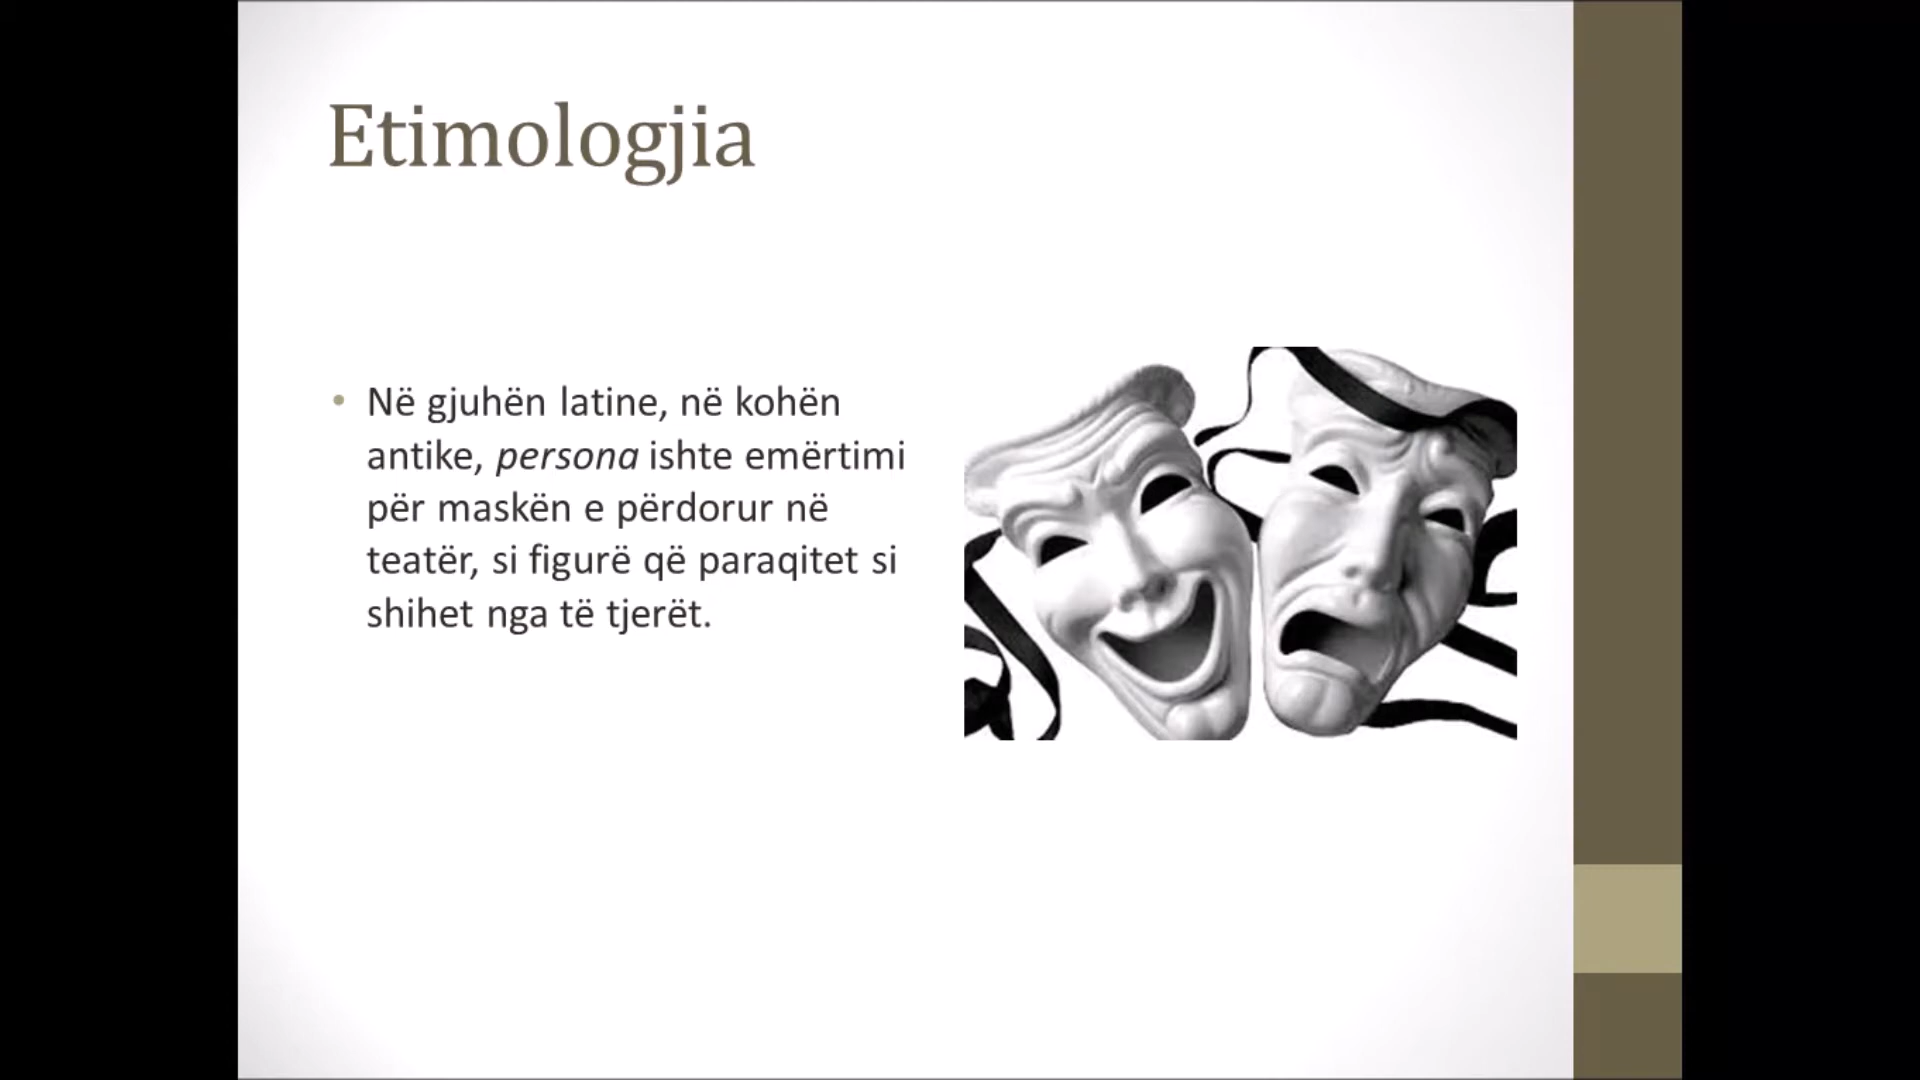 Etimologjia
• Në gjuhën latine, në kohën
antike, persona ishte emërtimi
për maskën e përdorur në
teatër, si figurë që paraqitet si
shihet nga të tjerët.